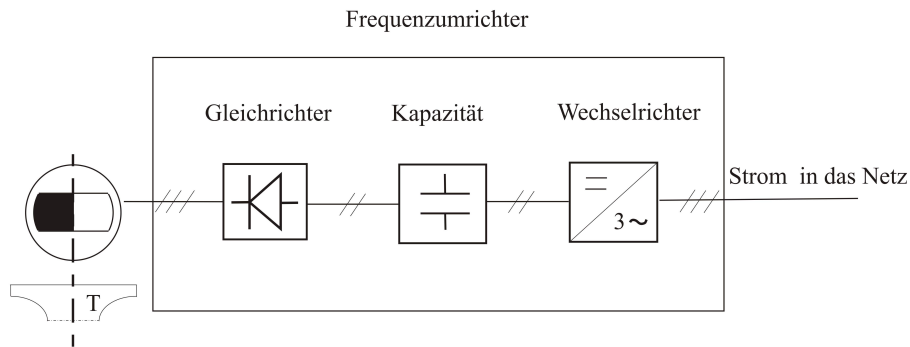 Frequenzumrichter
Gleichrichter
Kapazität
Wechselrichter
Strom in das Netz
3~
T